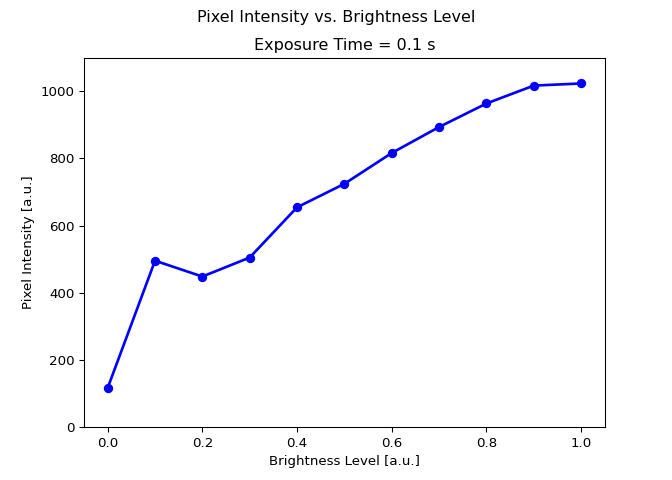 Pixel Intensity vs. Brightness Level
Exposure Time = 0.1 s
1000
800
600
400
200
0
Pixel Intensity [a.u.]
0.0 0.2 0.4 0.6 0.8 1.0
Brightness Level [a.u.]